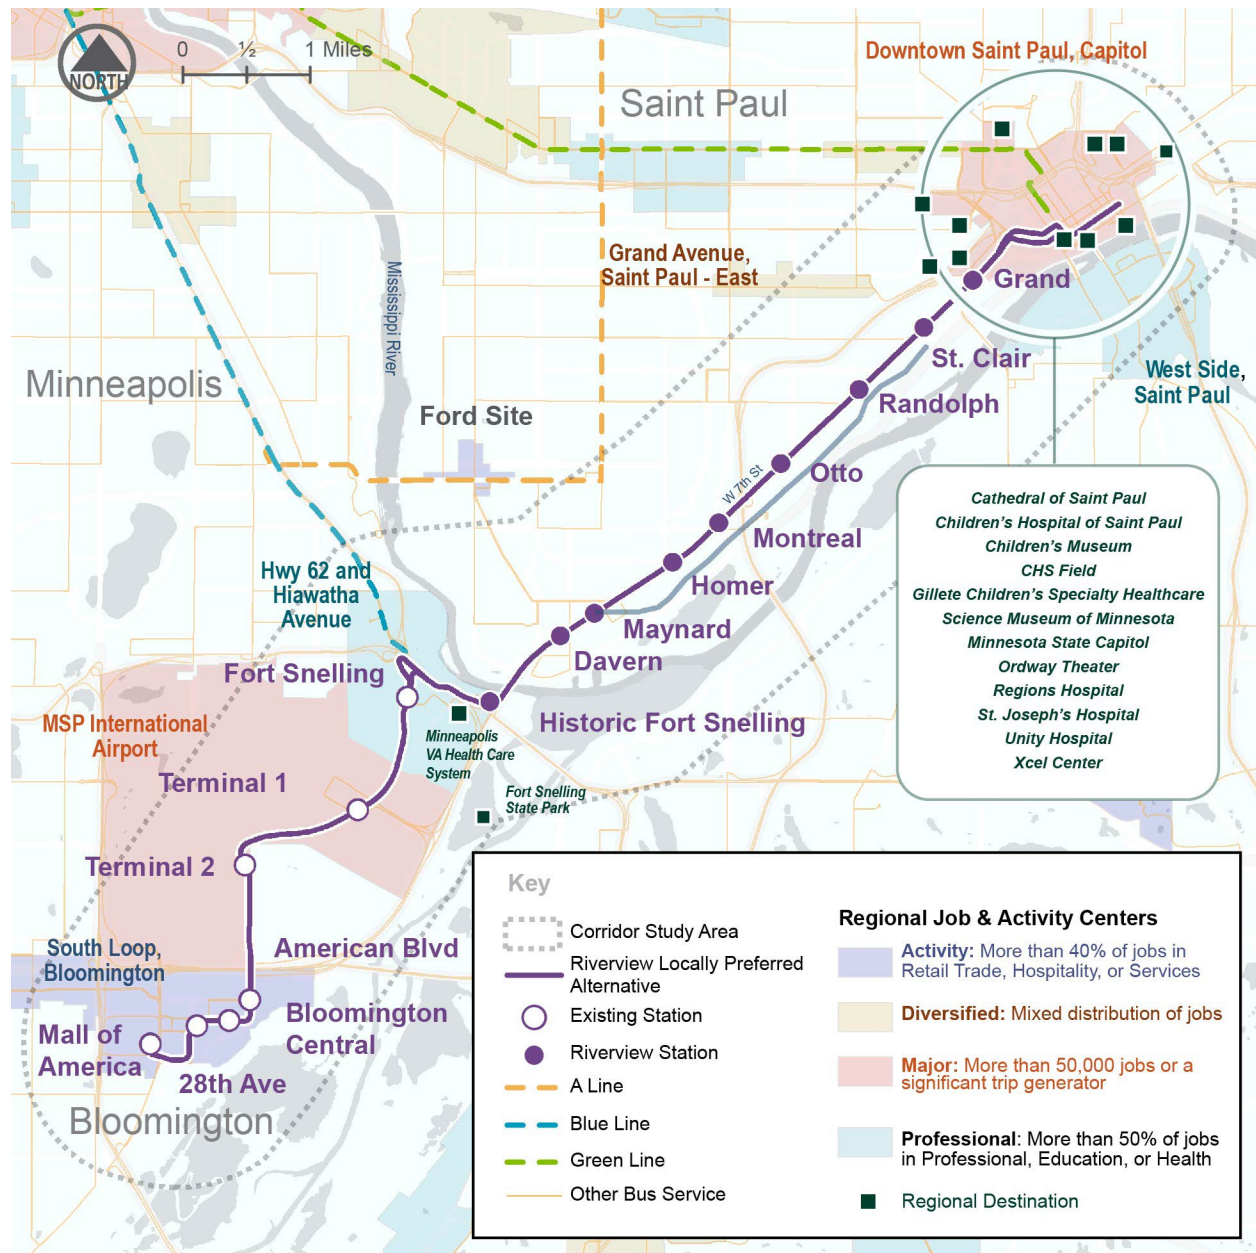 NORTH
0 ½ 1 Miles
Downtown Saint Paul, Capitol
Saint Paul
Grand Avenue,
Saint Paul - East
Mississippi River
Grand
St. Clair
West Side,
Saint Paul
Minneapolis
Randolph
Ford Site
Otto
W 7th St
Montreal
Homer
Maynard
Davern
Cathedral of Saint Paul
Children's Hospital of Saint Paul
Children's Museum
CHS Field
Gillete Children's Specialty Healthcare
Science Museum of Minnesota
Minnesota State Capitol
Ordway Theater
Regions Hospital
St. Joseph's Hospital
Unity Hospital
Xcel Center
Hwy 62 and
Hiawatha
Avenue
Fort Snelling
Historic Fort Snelling
MSP International
Airport
Minneapolis
VA Health Care
System
Terminal 1
Fort Snelling
State Park
Terminal 2
South Loop,
Bloomington
American Blvd
Bloomington
Central
Mall of
America
28th Ave
Bloomington
Key
Corridor Study Area
Riverview Locally Preferred
Alternative
Existing Station
Riverview Station
A Line
Blue Line
Green Line
Other Bus Service
Regional Job & Activity Centers
Activity: More than 40% of jobs in
Retail Trade, Hospitality, or Services
Diversified: Mixed distribution of jobs
Major: More than 50,000 jobs or a
significant trip generator
Professional: More than 50% of jobs
in Professional, Education, or Health
Regional Destination